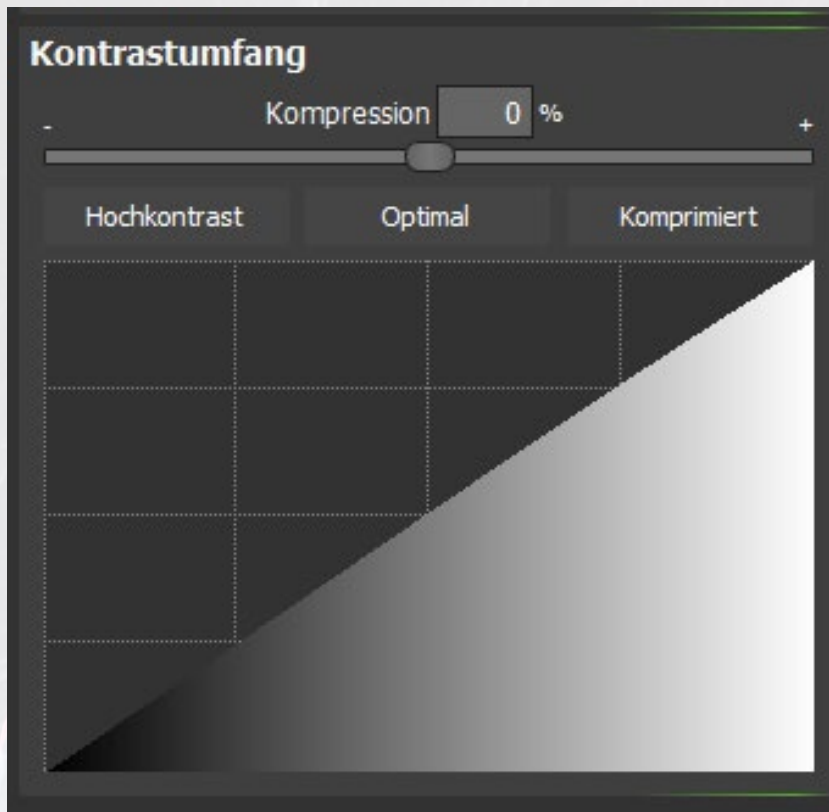 Kontrastumfang
- Kompression 0 % +
Hochkontrast Optimal Komprimiert